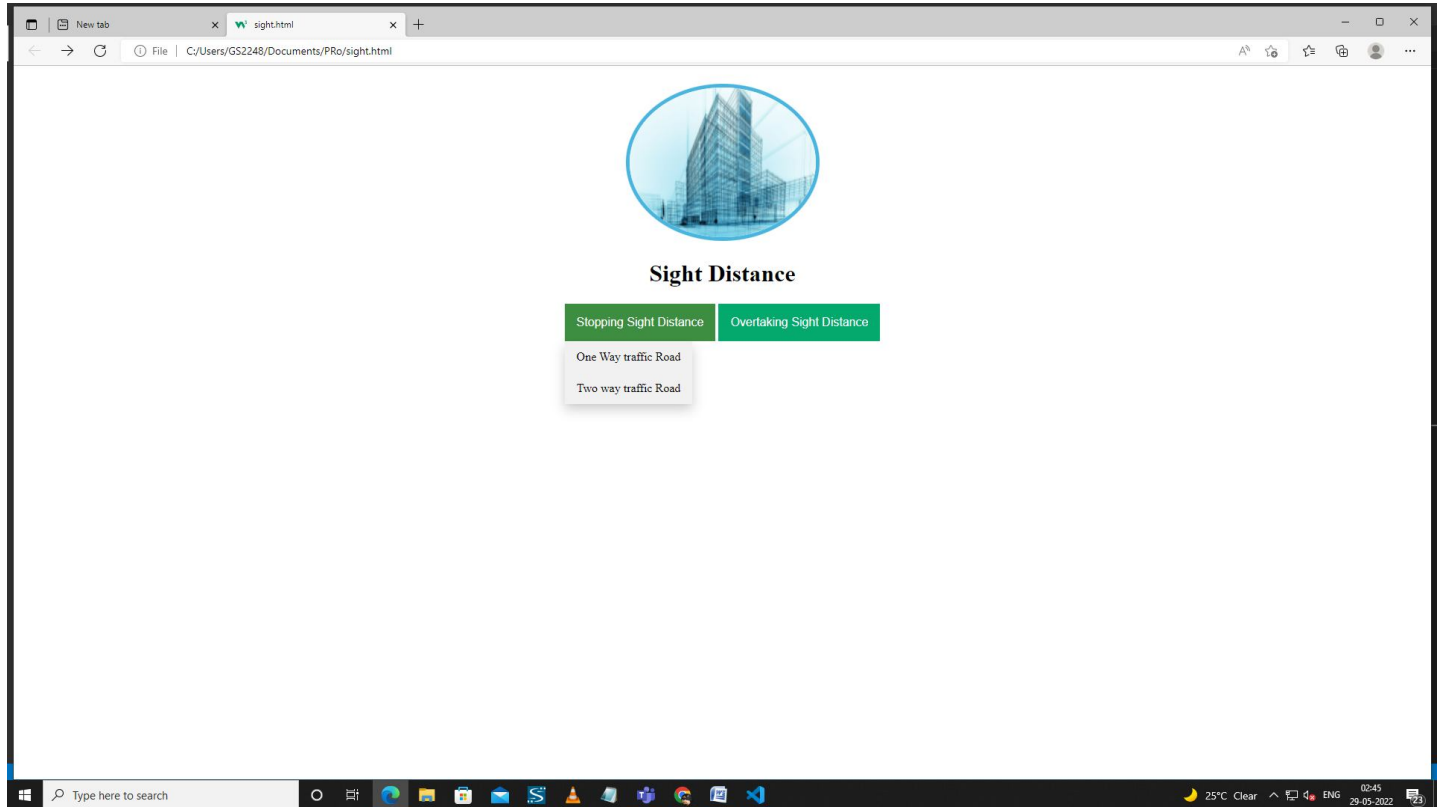 New tab
sight.html
File | C:/Users/GS2248/Documents/PRo/sight.html
Sight Distance
Stopping Sight Distance Overtaking Sight Distance
One Way traffic Road
Two way traffic Road
Type here to search
25°C Clear ENG 02:45
29-05-2022 23